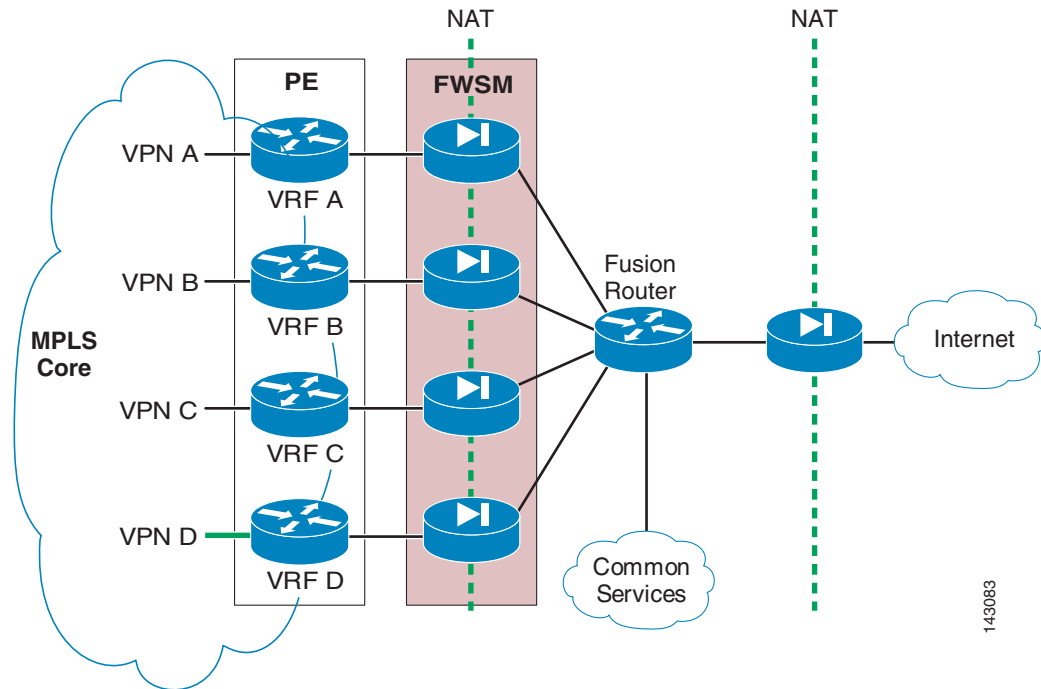 NAT
NAT
PE
FWSM
VPN A
VRF A
VPN B
VRF B
Fusion
Router
MPLS
Core
Internet
VPN C
VRF C
VPN D
VRF D
Common
Services
143083